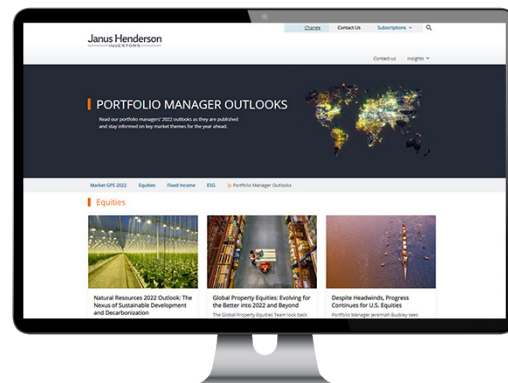 Change Contact Us Subscriptions
Janus Henderson
INVESTORS
Contact us Insights
PORTFOLIO MANAGER OUTLOOKS
Read our portfolio managers' 2022 outlooks as they are published
and stay informed on key market themes for the year ahead.
Market GPS 2022 Equities Fixed Income ESG >> Portfolio Manager Outlooks
Equities
Natural Resources 2022 Outlook: The
Nexus of Sustainable Development
and Decarbonization
Global Property Equities: Evolving for
the Better into 2022 and Beyond
The Global Property Equities Team look back
Despite Headwinds, Progress
Continues for U.S. Equities
Portfolio Manager Jeremiah Buckley sees